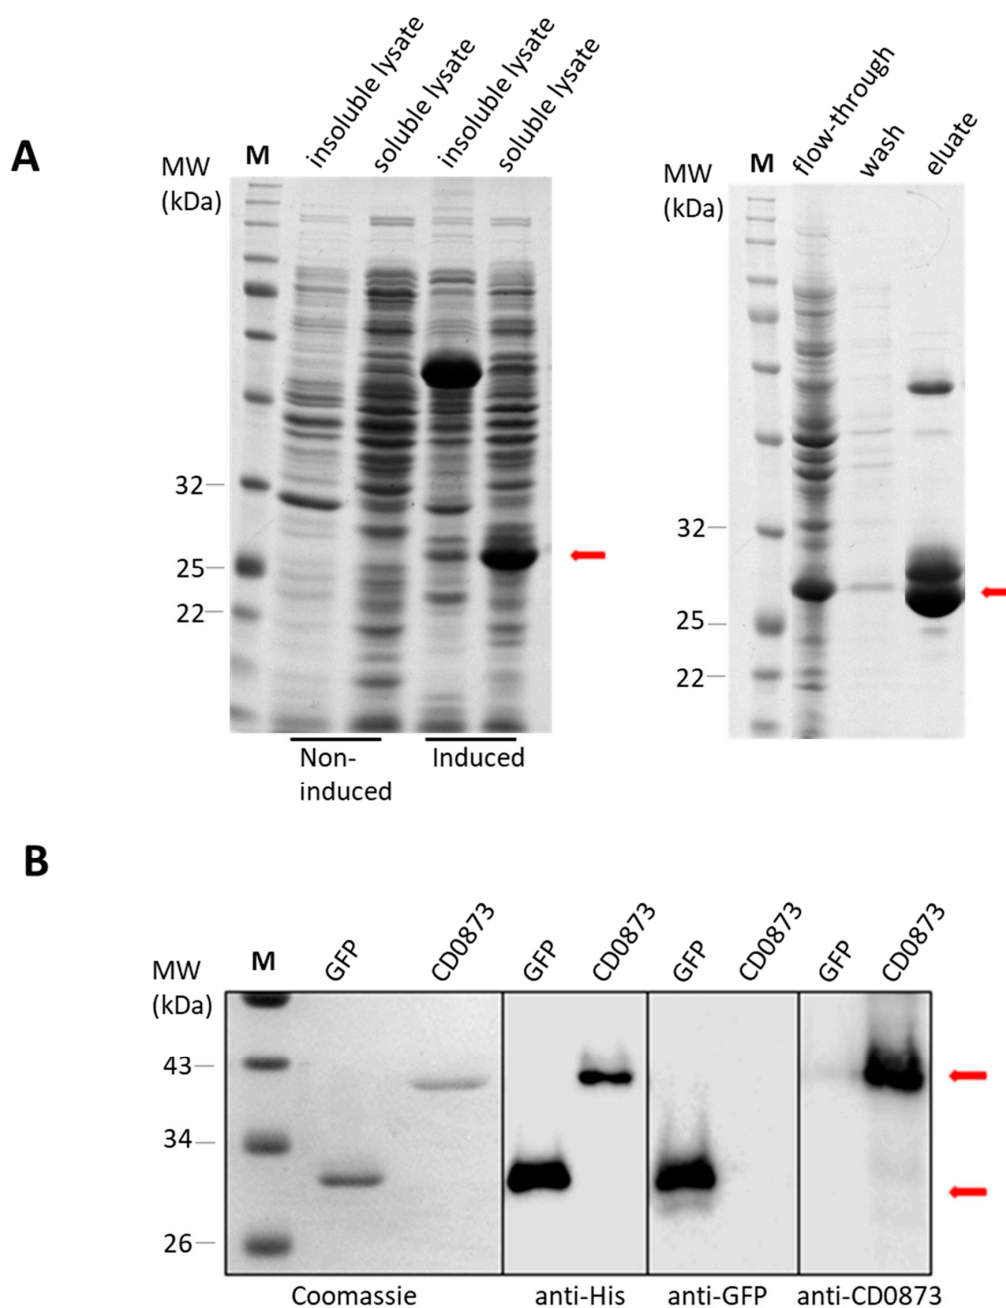 A
MW
(kDa)
M
insoluble lysate
soluble lysate
insoluble lysate
soluble lysate
32
25
22
Non-
induced
Induced
MW
(kDa)
M
flow-through
wash
eluate
32
25
22
B
MW
(kDa)
M
GFP
CD0873
GFP
CD0873
GFP
CD0873
GFP
CD0873
43
34
26
Coomassie
anti-His
anti-GFP
anti-CD0873